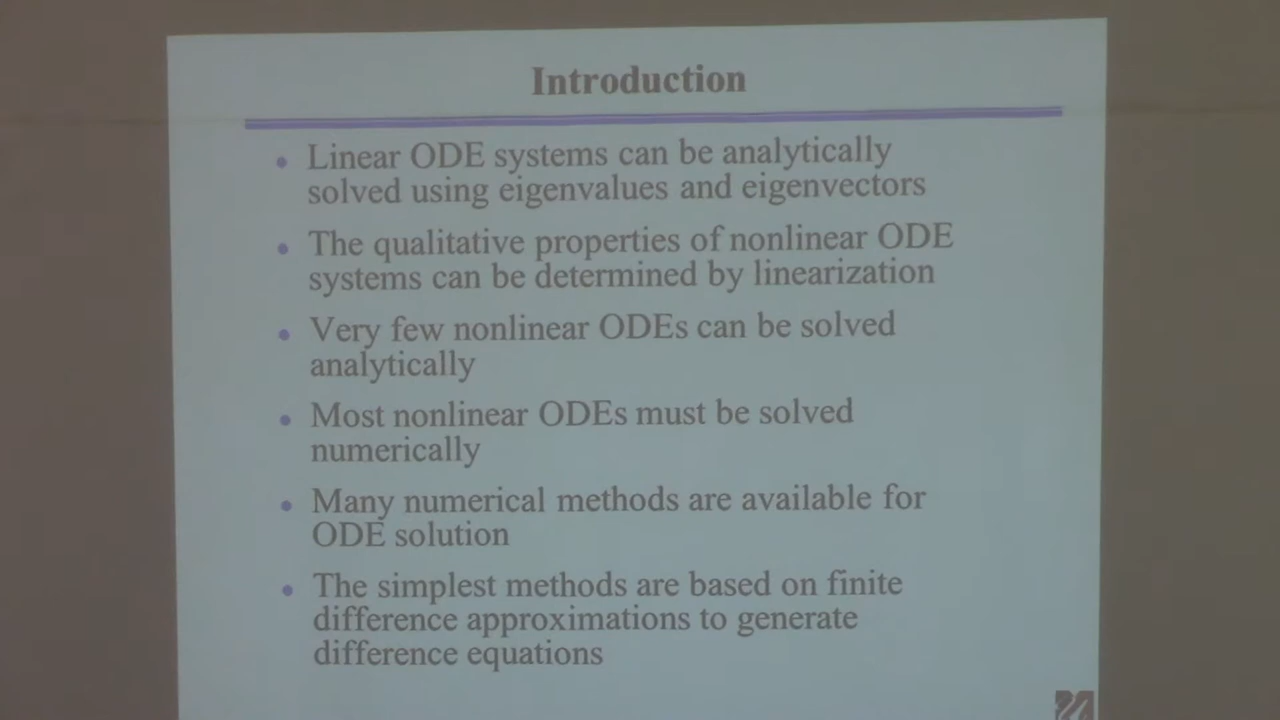 Introduction
• Linear ODE systems can be analytically
solved using eigenvalues and eigenvectors
• The qualitative properties of nonlinear ODE
systems can be determined by linearization
• Very few nonlinear ODEs can be solved
analytically
• Most nonlinear ODEs must be solved
numerically
• Many numerical methods are available for
ODE solution
• The simplest methods are based on finite
difference approximations to generate
difference equations